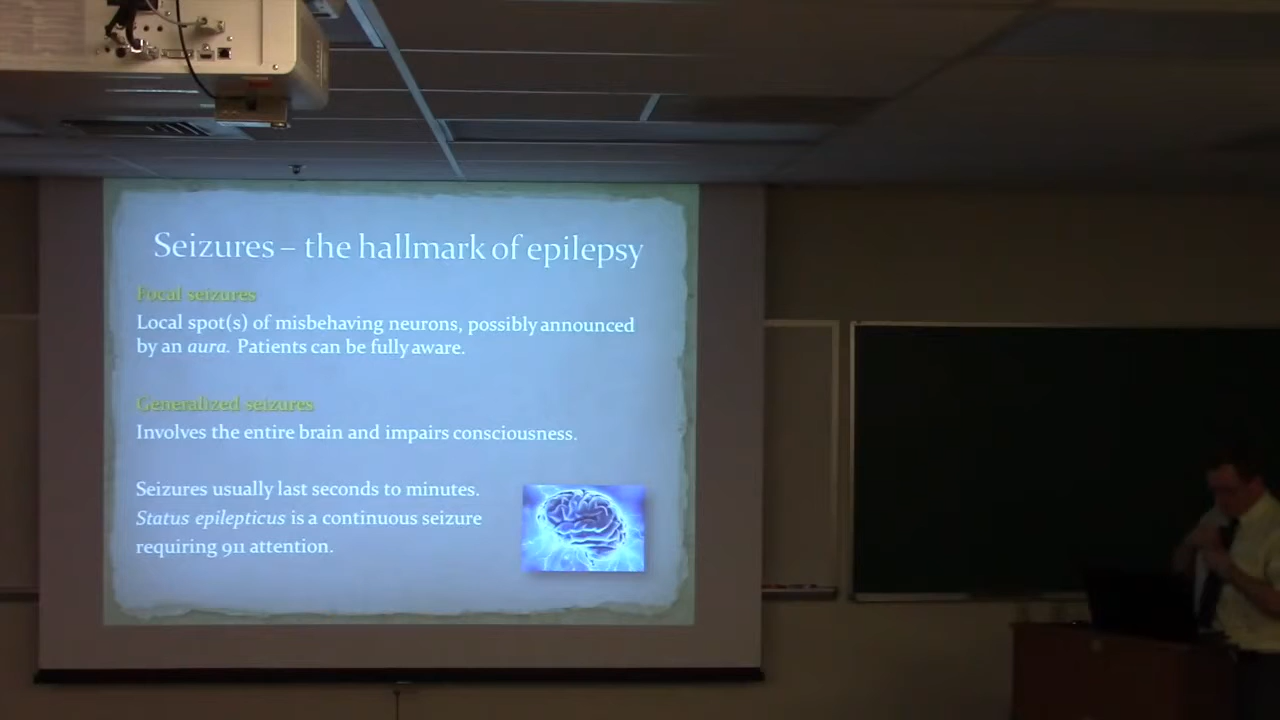 Seizures – the hallmark of epilepsy
Focal seizures
Local spot(s) of misbehaving neurons, possibly announced
by an aura. Patients can be fully aware.
Generalized seizures
Involves the entire brain and impairs consciousness.
Seizures usually last seconds to minutes.
Status epilepticus is a continuous seizure
requiring 911 attention.